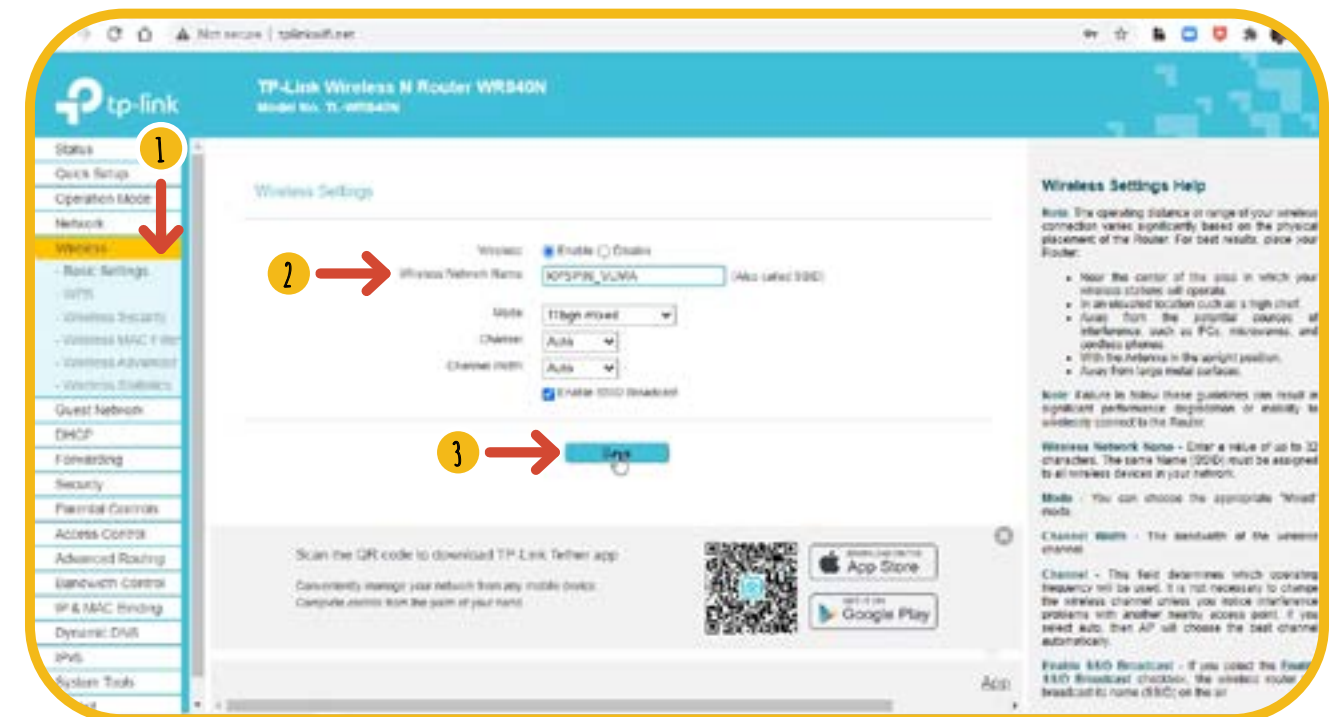 Not secure | tplinkwifi.net
tp-link
TP-Link Wireless N Router WR840N
Model No. TL-WR840N
1
Status
Quick Setup
Operation Mode
Network
Wireless
- Basic Settings
- WPS
- Wireless Security
- Wireless MAC Filter
- Wireless Advanced
- Wireless Statistics
Guest Network
DHCP
Forwarding
Security
Parental Controls
Access Control
Advanced Routing
Bandwidth Control
IP & MAC Binding
Dynamic DNS
IPv6
System Tools
Wireless Settings
Wireless: Enable Disable
2
Wireless Network Name: KPSPIN_VUMA (Also called SSID)
Mode: 11bgn mixed
Channel: Auto
Channel Width: Auto
Enable SSID Broadcast
3
Save
Scan the QR code to download TP-Link Tether app
Conveniently manage your network from any mobile device.
Complete control from the palm of your hand.
Download on the
App Store
GET IT ON
Google Play
App
Wireless Settings Help
Note: The operating distance or range of your wireless
connection varies significantly based on the physical
placement of the Router. For best results, place your
Router:
• Near the center of the area in which your
wireless stations will operate.
• In an elevated location such as a high shelf.
• Away from the potential sources of
interference, such as PCs, microwaves, and
cordless phones.
• With the Antenna in the upright position.
• Away from large metal surfaces.
Note: Failure to follow these guidelines can result in
significant performance degradation or inability to
wirelessly connect to the Router.
Wireless Network Name - Enter a value of up to 32
characters. The same Name (SSID) must be assigned
to all wireless devices in your network.
Mode - You can choose the appropriate "Mixed"
mode.
Channel Width - The bandwidth of the wireless
channel.
Channel - This field determines which operating
frequency will be used. It is not necessary to change
the wireless channel unless you notice interference
problems with another nearby access point. If you
select auto, then AP will choose the best channel
automatically.
Enable SSID Broadcast - If you select the Enable
SSID Broadcast checkbox, the wireless router
broadcast its name (SSID) on the air.